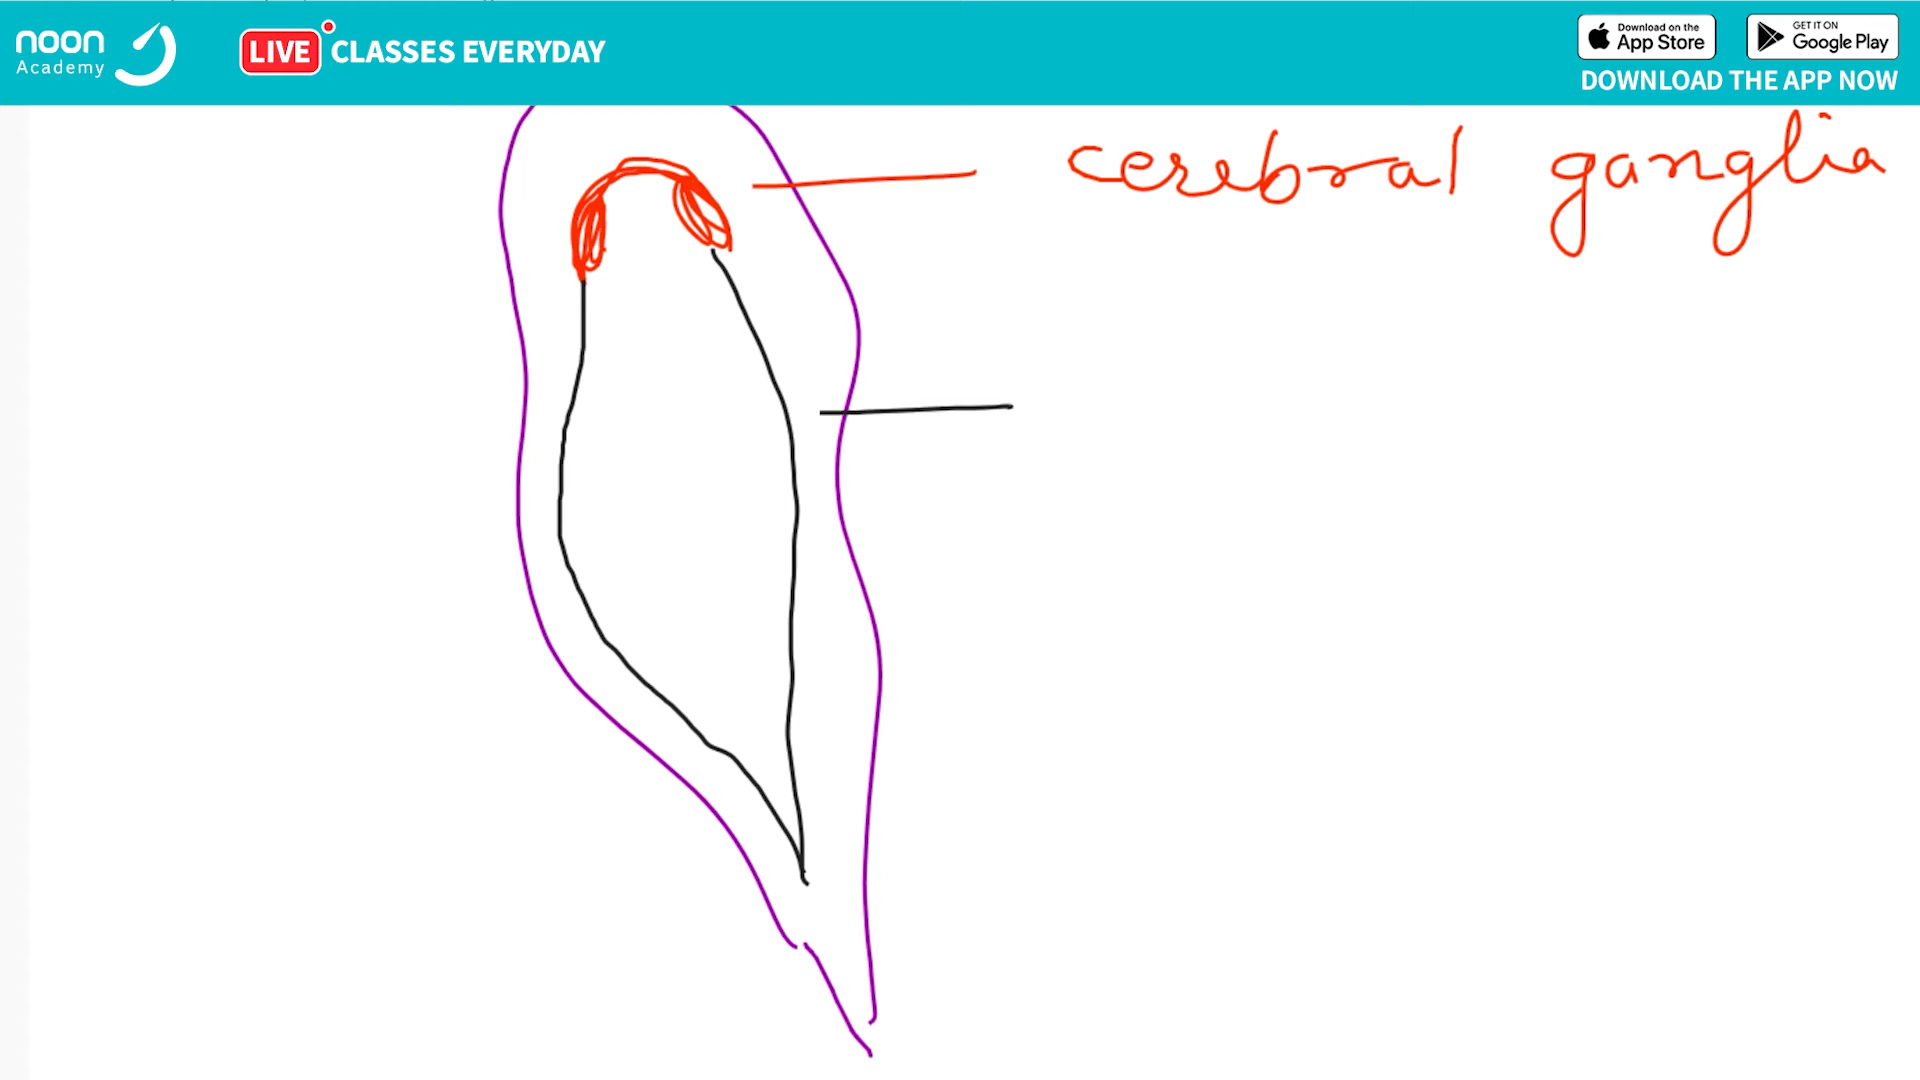 noon
Academy
LIVE CLASSES EVERYDAY
Download on the
App Store
GET IT ON
Google Play
DOWNLOAD THE APP NOW
cerebral ganglia